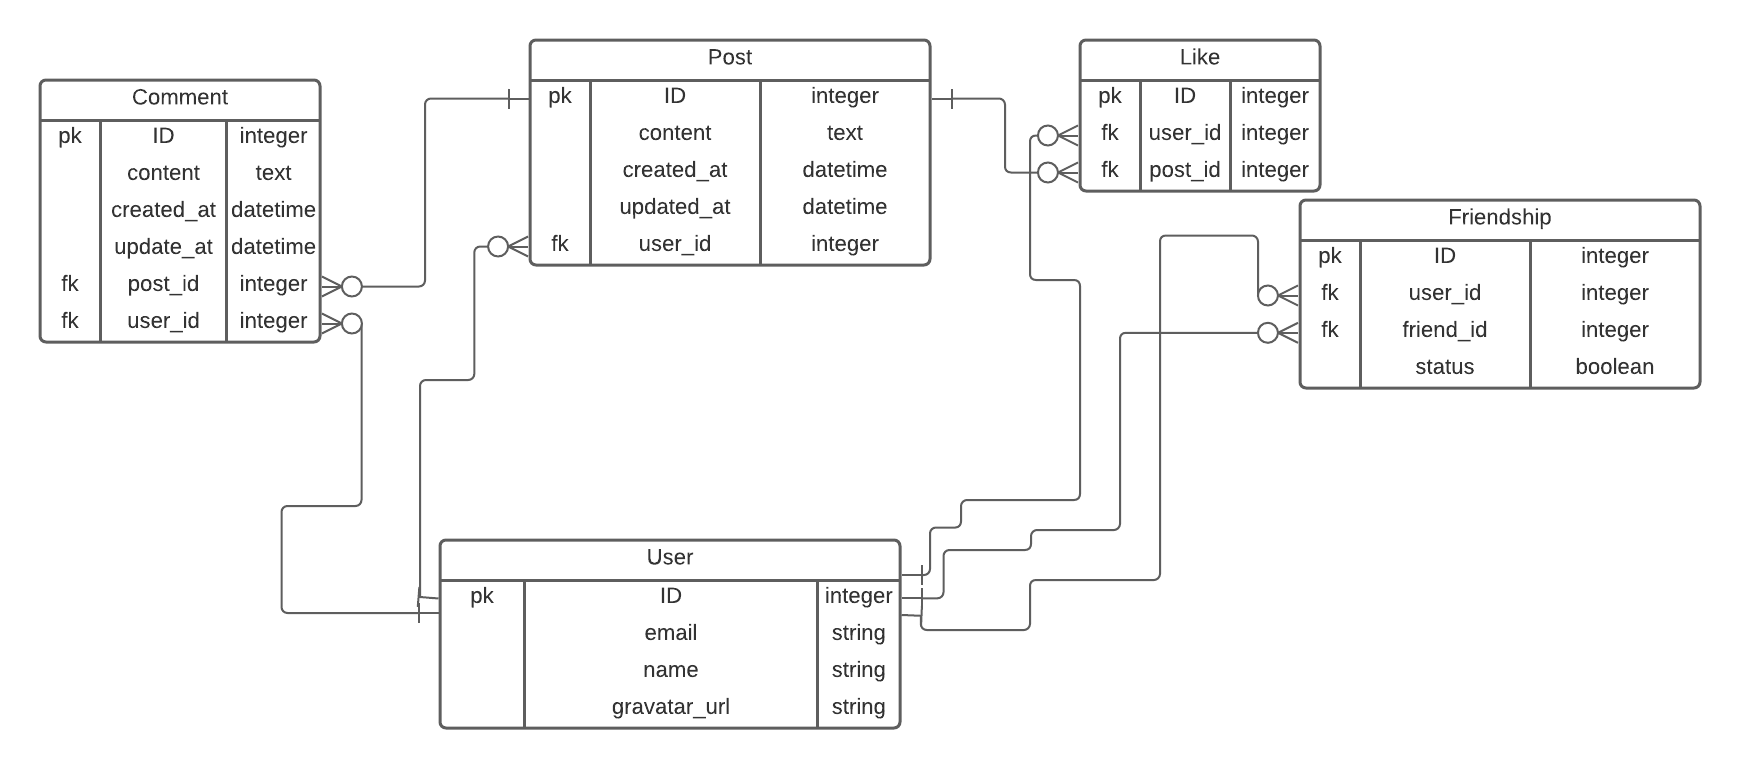 Comment
pk ID integer
content text
created_at datetime
update_at datetime
fk post_id integer
fk user_id integer
Post
pk ID integer
content text
created_at datetime
updated_at datetime
fk user_id integer
Like
pk ID integer
fk user_id integer
fk post_id integer
Friendship
pk ID integer
fk user_id integer
fk friend_id integer
status boolean
User
pk ID integer
email string
name string
gravatar_url string